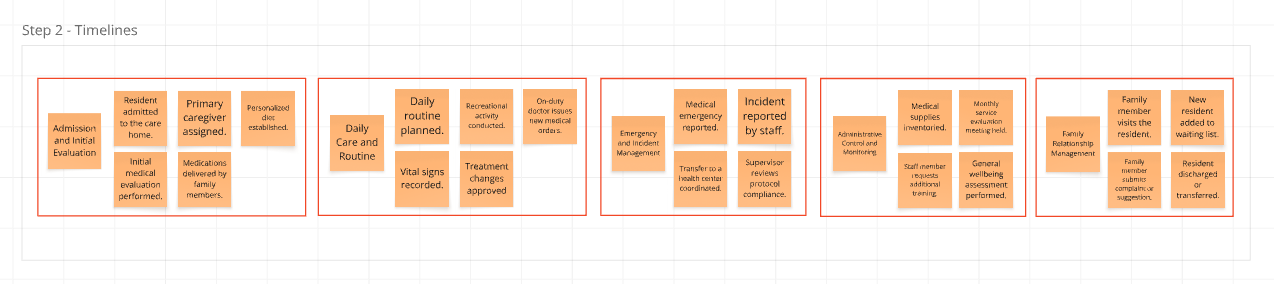 Step 2 - Timelines
Admission
and Initial
Evaluation
Resident
admitted
to the care
home.
Primary
caregiver
assigned.
Personalized
diet
established.
Initial
medical
evaluation
performed.
Medications
delivered by
family
members.
Daily
Care and
Routine
Daily
routine
planned.
Recreational
activity
conducted.
On-duty
doctor issues
new medical
orders.
Vital signs
recorded.
Treatment
changes
approved
Emergency
and Incident
Management
Medical
emergency
reported.
Incident
reported
by staff.
Transfer to a
health center
coordinated.
Supervisor
reviews
protocol
compliance.
Administrative
Control and
Monitoring
Medical
supplies
inventoried.
Monthly
service
evaluation
meeting held.
Staff member
requests
additional
training.
General
wellbeing
assessment
performed.
Family
Relationship
Management
Family
member
visits the
resident.
New
resident
added to
waiting list.
Family
member
submits
complaint or
suggestion.
Resident
discharged
or
transferred.